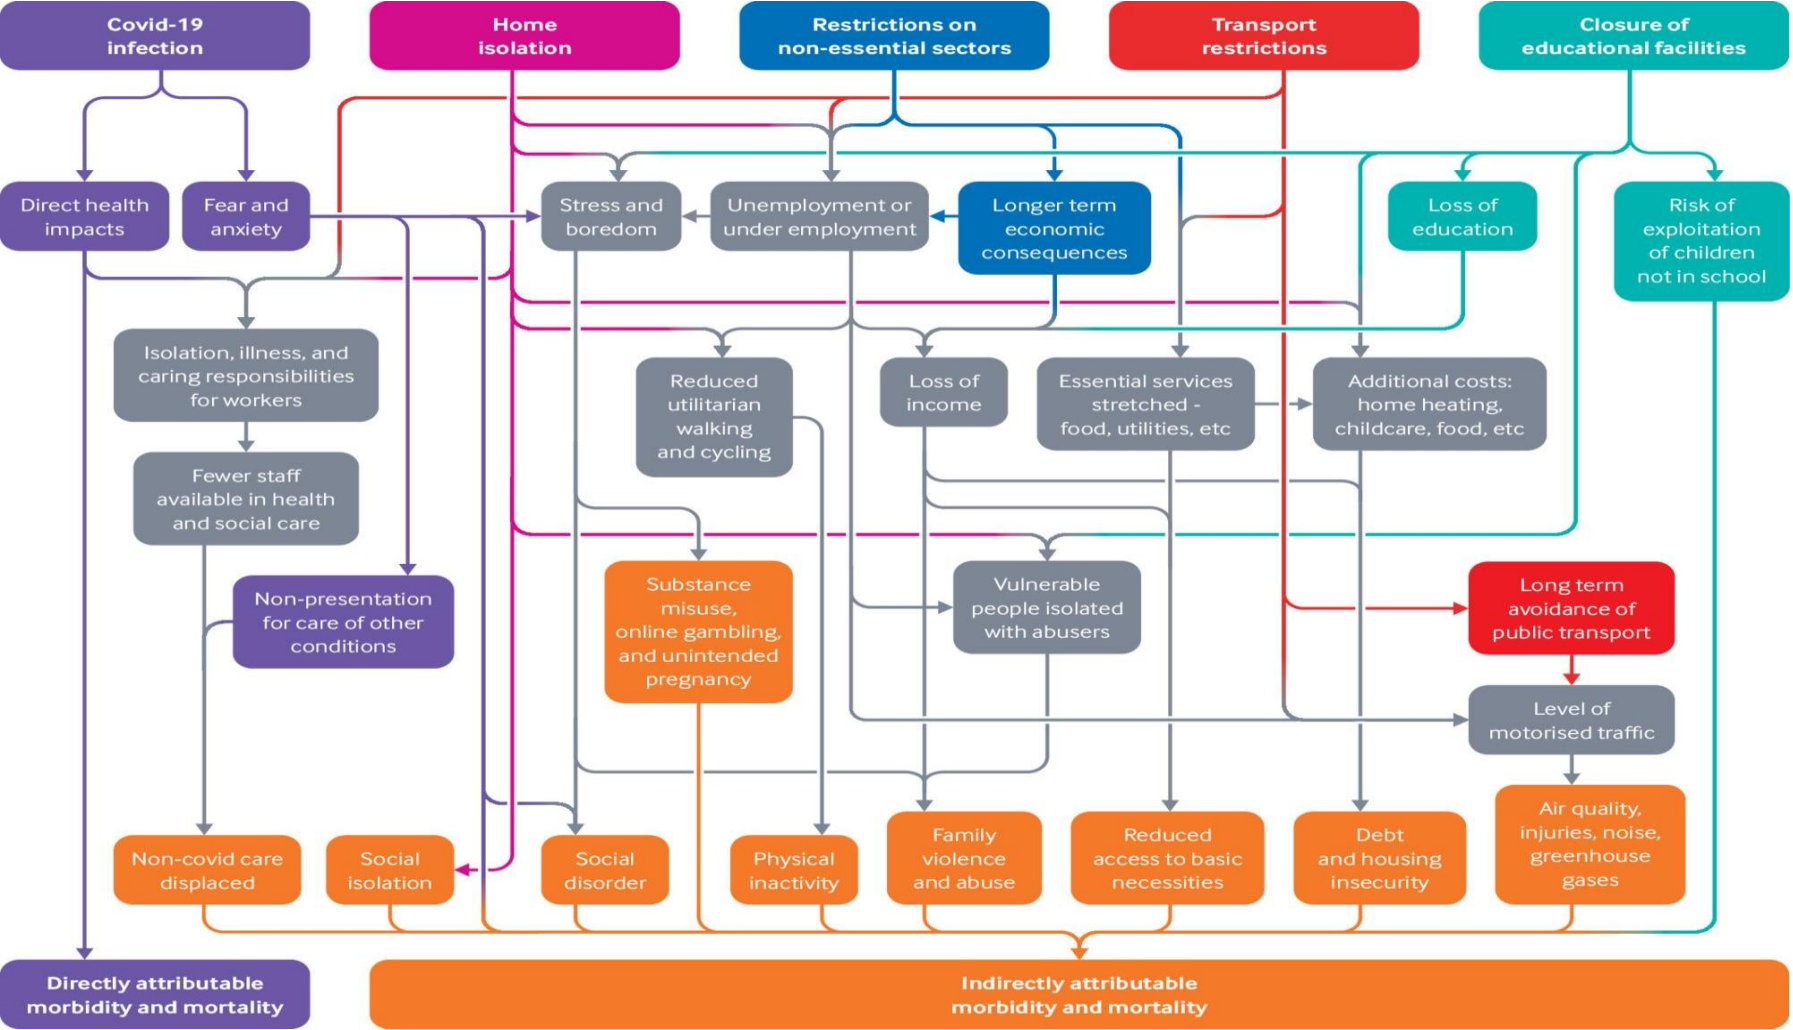 Covid-19
infection
Home
isolation
Restrictions on
non-essential sectors
Transport
restrictions
Closure of
educational facilities
Direct health
impacts
Fear and
anxiety
Stress and
boredom
Unemployment or
under employment
Longer term
economic
consequences
Loss of
education
Risk of
exploitation
of children
not in school
Isolation, illness, and
caring responsibilities
for workers
Reduced
utilitarian
walking
and cycling
Loss of
income
Essential services
stretched -
food, utilities, etc
Additional costs:
home heating,
childcare, food, etc
Fewer staff
available in health
and social care
Non-presentation
for care of other
conditions
Substance
misuse,
online gambling,
and unintended
pregnancy
Vulnerable
people isolated
with abusers
Long term
avoidance of
public transport
Level of
motorised traffic
Non-covid care
displaced
Social
isolation
Social
disorder
Physical
inactivity
Family
violence
and abuse
Reduced
access to basic
necessities
Debt
and housing
insecurity
Air quality,
injuries, noise,
greenhouse
gases
Directly attributable
morbidity and mortality
Indirectly attributable
morbidity and mortality